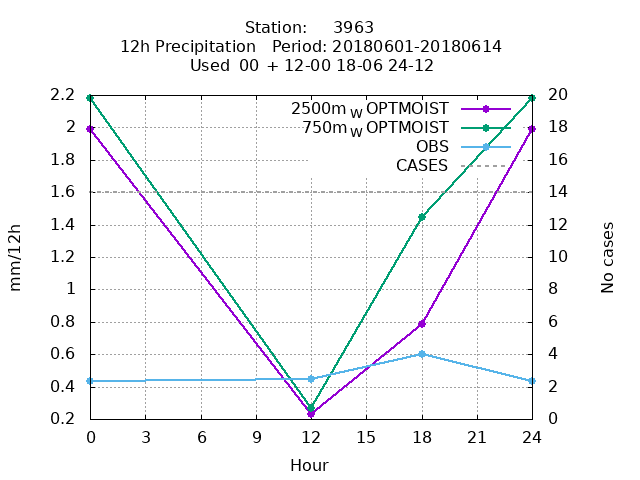 Station: 3963
12h Precipitation Period: 20180601-20180614
Used 00 + 12-00 18-06 24-12
2500m W OPTMOIST
750m W OPTMOIST
OBS
CASES
2.2
2
1.8
1.6
1.4
1.2
1
0.8
0.6
0.4
0.2
20
18
16
14
12
10
8
6
4
2
0
mm/12h
No cases
0 3 6 9 12 15 18 21 24
Hour